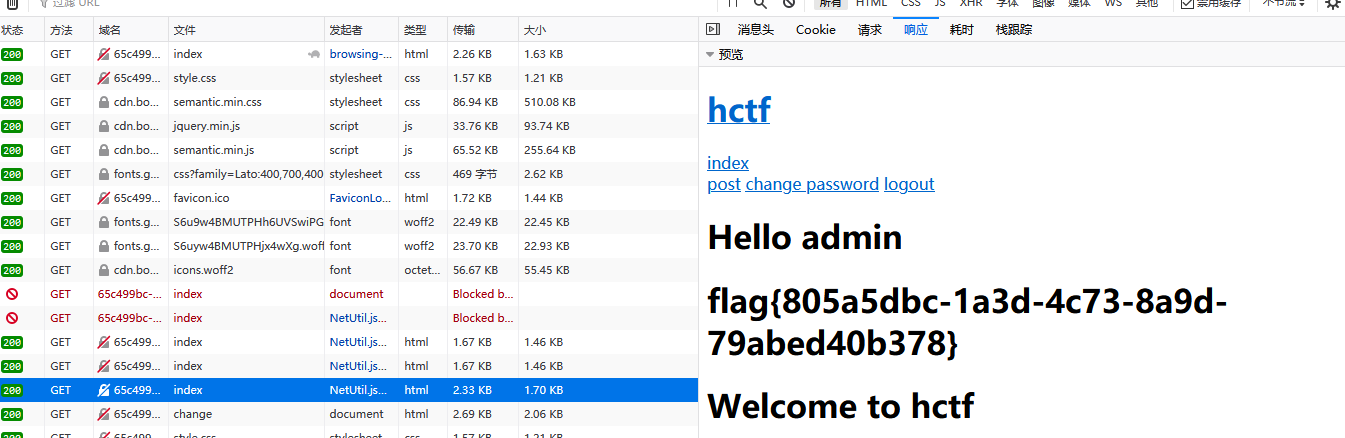 过滤 URL
所有 HTML CSS JS XHR 字体 图像 媒体 WS 其他 禁用缓存 不节流
状态 方法 域名 文件 发起者 类型 传输 大小
消息头 Cookie 请求 响应 耗时 栈跟踪
预览
200 GET 65c499... index browsing-... html 2.26 KB 1.63 KB
200 GET 65c499... style.css stylesheet css 1.57 KB 1.21 KB
200 GET cdn.bo... semantic.min.css stylesheet css 86.94 KB 510.08 KB
200 GET cdn.bo... jquery.min.js script js 33.76 KB 93.74 KB
200 GET cdn.bo... semantic.min.js script js 65.52 KB 255.64 KB
200 GET fonts.g... css?family=Lato:400,700,400 stylesheet css 469 字节 2.62 KB
200 GET 65c499... favicon.ico FaviconLo... html 1.72 KB 1.44 KB
200 GET fonts.g... S6u9w4BMUTPHh6UVSwiPG font woff2 22.49 KB 22.45 KB
200 GET fonts.g... S6uyw4BMUTPHjx4wXg.woff font woff2 23.70 KB 22.93 KB
200 GET cdn.bo... icons.woff2 font octet... 56.67 KB 55.45 KB
GET 65c499bc-... index document Blocked b...
GET 65c499bc-... index NetUtil.js... Blocked b...
200 GET 65c499... index NetUtil.js... html 1.67 KB 1.46 KB
200 GET 65c499... index NetUtil.js... html 1.67 KB 1.46 KB
200 GET 65c499... index NetUtil.js... html 2.33 KB 1.70 KB
200 GET 65c499... change document html 2.69 KB 2.06 KB
200 GET 65c499... style.css stylesheet css 1.57 KB 1.21 KB
hctf
index
post change password logout
Hello admin
flag{805a5dbc-1a3d-4c73-8a9d-
79abed40b378}
Welcome to hctf